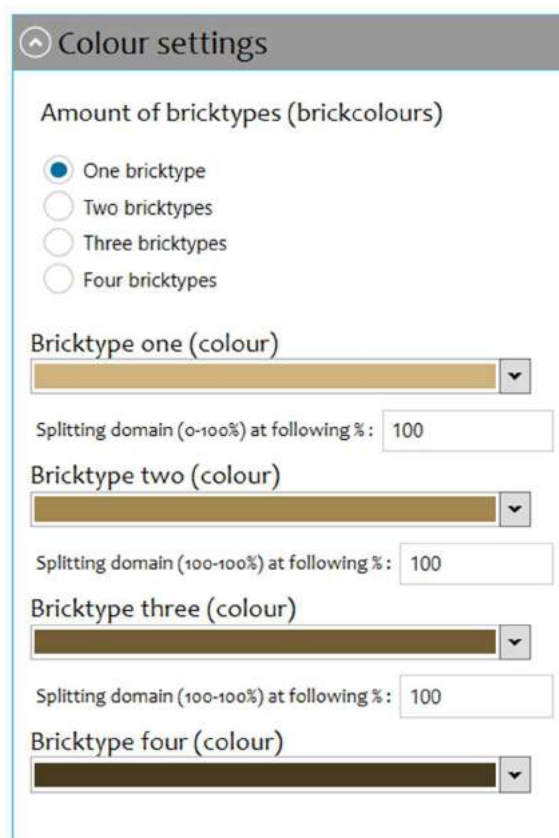 Colour settings
Amount of bricktypes (brickcolours)
One bricktype
Two bricktypes
Three bricktypes
Four bricktypes
Bricktype one (colour)
Splitting domain (0-100%) at following % : 100
Bricktype two (colour)
Splitting domain (100-100%) at following % : 100
Bricktype three (colour)
Splitting domain (100-100%) at following % : 100
Bricktype four (colour)